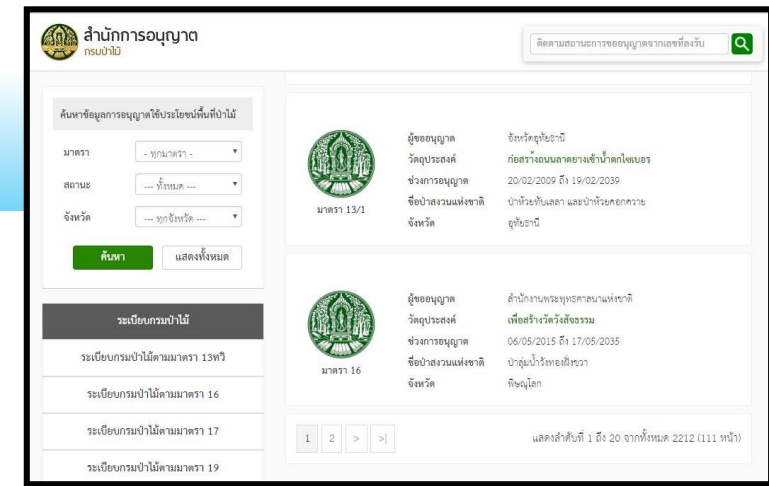 สำนักการอนุญาต
กรมป่าไม้
ติดตามสถานะการขออนุญาตจากเลขที่ลงรับ
ค้นหาข้อมูลการอนุญาตใช้ประโยชน์พื้นที่ป่าไม้
มาตรา - ทุกมาตรา -
สถานะ --- ทั้งหมด ---
จังหวัด --- ทุกจังหวัด ---
ค้นหา แสดงทั้งหมด
ระเบียบกรมป่าไม้
ระเบียบกรมป่าไม้ตามมาตรา 13ทวิ
ระเบียบกรมป่าไม้ตามมาตรา 16
ระเบียบกรมป่าไม้ตามมาตรา 17
ระเบียบกรมป่าไม้ตามมาตรา 19
มาตรา 13/1
ผู้ขออนุญาต จังหวัดอุทัยธานี
วัตถุประสงค์ ก่อสร้างถนนลาดยางเข้าน้ำตกไซเบอร
ช่วงการอนุญาต 20/02/2009 ถึง 19/02/2039
ชื่อป่าสงวนแห่งชาติ ป่าห้วยทับเสลา และป่าห้วยคอกควาย
จังหวัด อุทัยธานี
มาตรา 16
ผู้ขออนุญาต สำนักงานพระพุทธศาสนาแห่งชาติ
วัตถุประสงค์ เพื่อสร้างวัดวังสัจธรรม
ช่วงการอนุญาต 06/05/2015 ถึง 17/05/2035
ชื่อป่าสงวนแห่งชาติ ป่าลุ่มน้ำวังทองฝั่งขวา
จังหวัด พิษณุโลก
1 2 > >|
แสดงลำดับที่ 1 ถึง 20 จากทั้งหมด 2212 (111 หน้า)